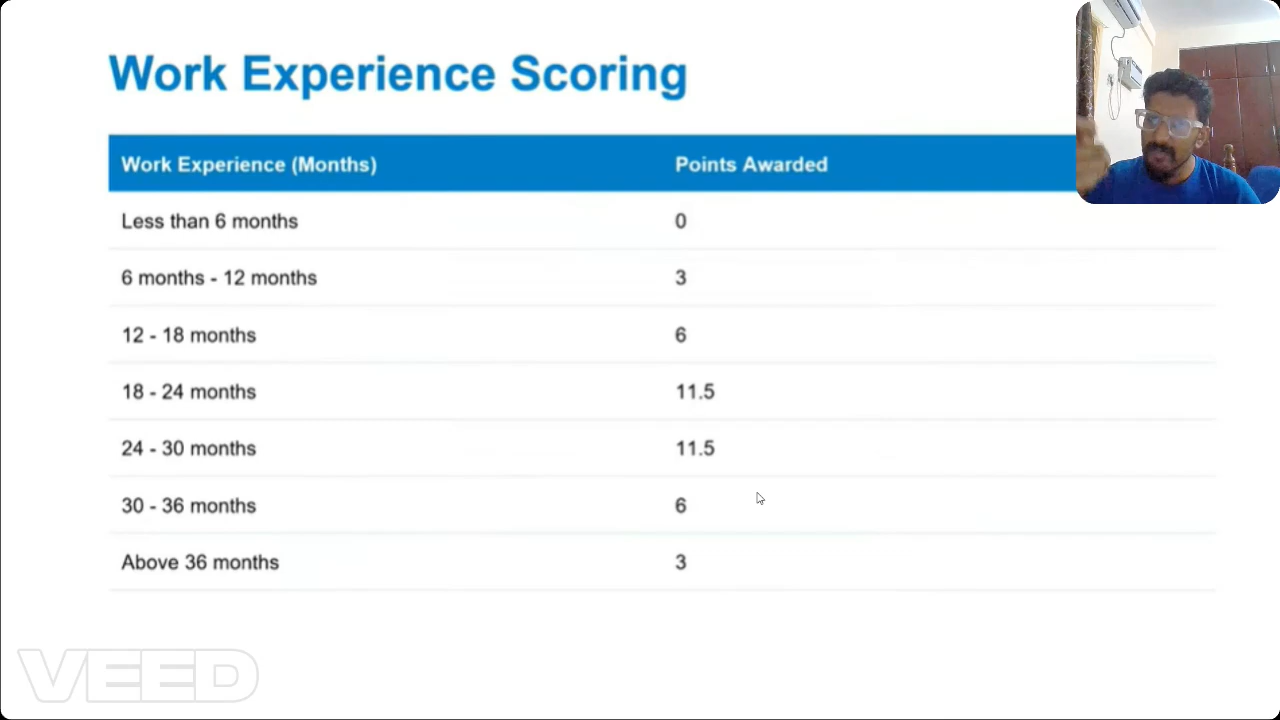 Work Experience Scoring
Work Experience (Months) Points Awarded
Less than 6 months 0
6 months - 12 months 3
12 - 18 months 6
18 - 24 months 11.5
24 - 30 months 11.5
30 - 36 months 6
Above 36 months 3
VEED